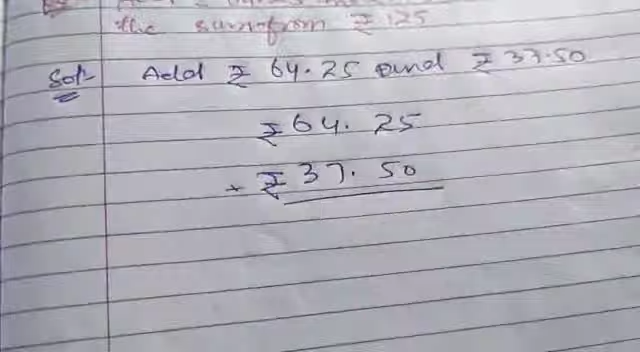 the sum from ₹ 125
Sol:- Add ₹ 64.25 and ₹ 37.50
₹ 64. 25
+ ₹ 37. 50